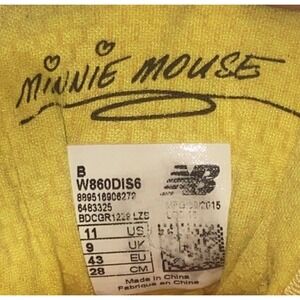 MiNNiE MOUSE
B
W860DIS6
889516906272
6483325
BDCGR1229 LZB
11 US
9 UK
43 EU
28 CM
Made in China
Fabriqué en Chine